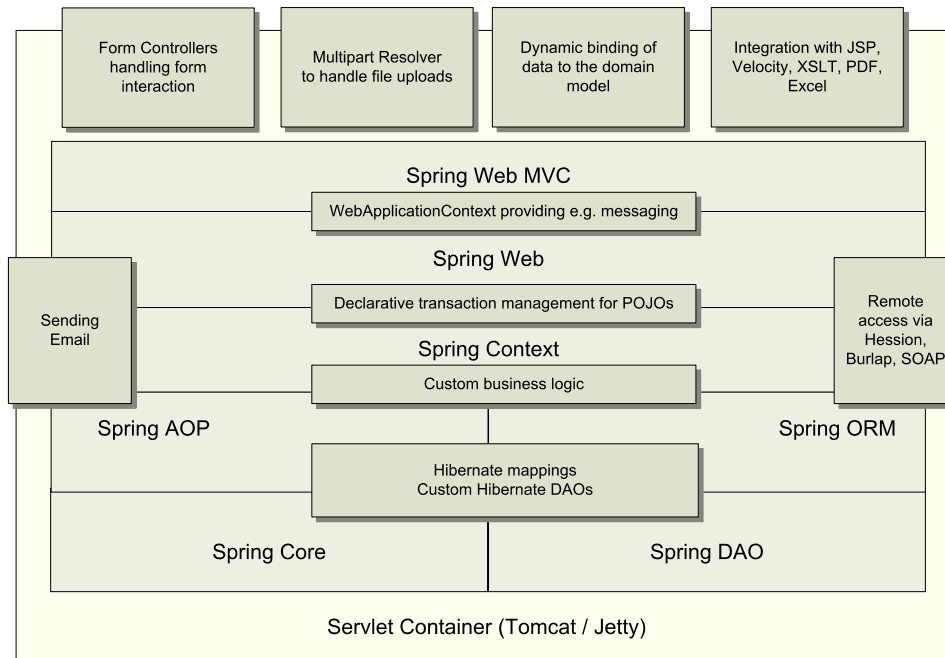 Form Controllers
handling form
interaction
Multipart Resolver
to handle file uploads
Dynamic binding of
data to the domain
model
Integration with JSP,
Velocity, XSLT, PDF,
Excel
Spring Web MVC
WebApplicationContext providing e.g. messaging
Spring Web
Sending
Email
Declarative transaction management for POJOs
Remote
access via
Hession,
Burlap, SOAP
Spring Context
Custom business logic
Spring AOP
Spring ORM
Hibernate mappings
Custom Hibernate DAOs
Spring Core
Spring DAO
Servlet Container (Tomcat / Jetty)